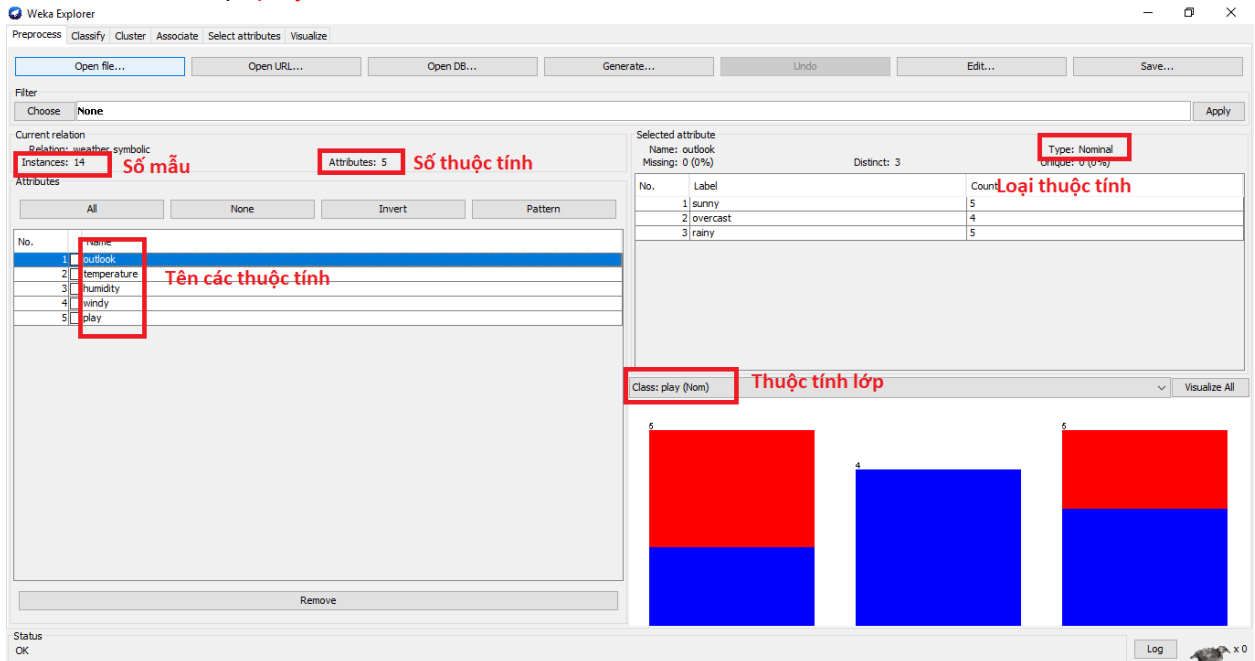 Weka Explorer
Preprocess Classify Cluster Associate Select attributes Visualize
Open file... Open URL... Open DB... Generate... Undo Edit... Save...
Filter
Choose None Apply
Current relation
Relation: weather.symbolic
Instances: 14 Số mẫu Attributes: 5 Số thuộc tính
Attributes
All None Invert Pattern
No. Name
1 outlook
2 temperature
3 humidity
4 windy
5 play
Tên các thuộc tính
Remove
Selected attribute
Name: outlook Type: Nominal
Missing: 0 (0%) Distinct: 3 Unique: 0 (0%)
Loại thuộc tính
No. Label Count
1 sunny 5
2 overcast 4
3 rainy 5
Class: play (Nom) Thuộc tính lớp Visualize All
5 4 5
Status
OK Log x 0